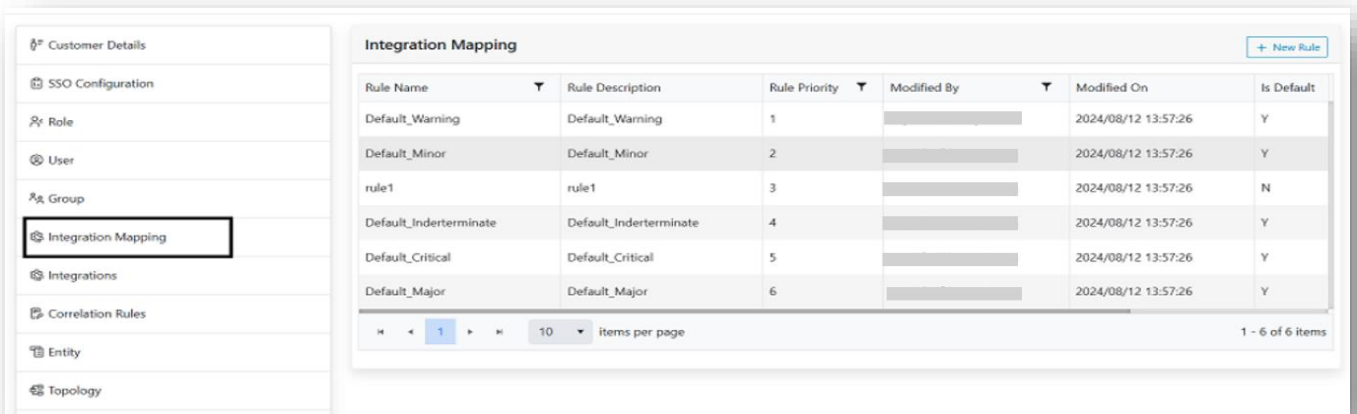 Customer Details
SSO Configuration
Role
User
Group
Integration Mapping
Integrations
Correlation Rules
Entity
Topology
Integration Mapping
+ New Rule
Rule Name Rule Description Rule Priority Modified By Modified On Is Default
Default_Warning Default_Warning 1 2024/08/12 13:57:26 Y
Default_Minor Default_Minor 2 2024/08/12 13:57:26 Y
rule1 rule1 3 2024/08/12 13:57:26 N
Default_Inderterminate Default_Inderterminate 4 2024/08/12 13:57:26 Y
Default_Critical Default_Critical 5 2024/08/12 13:57:26 Y
Default_Major Default_Major 6 2024/08/12 13:57:26 Y
1 10 items per page 1 - 6 of 6 items